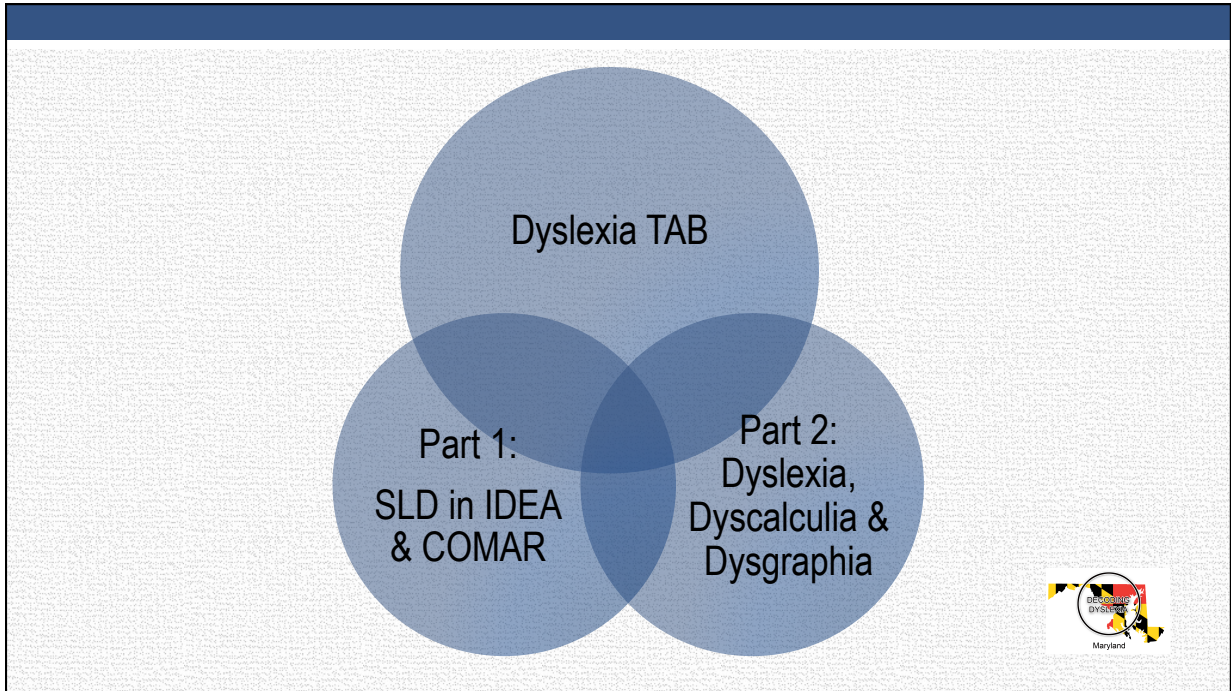 Dyslexia TAB
Part 1:
SLD in IDEA
& COMAR
Part 2:
Dyslexia,
Dyscalculia &
Dysgraphia
DECODING
DYSLEXIA
Maryland